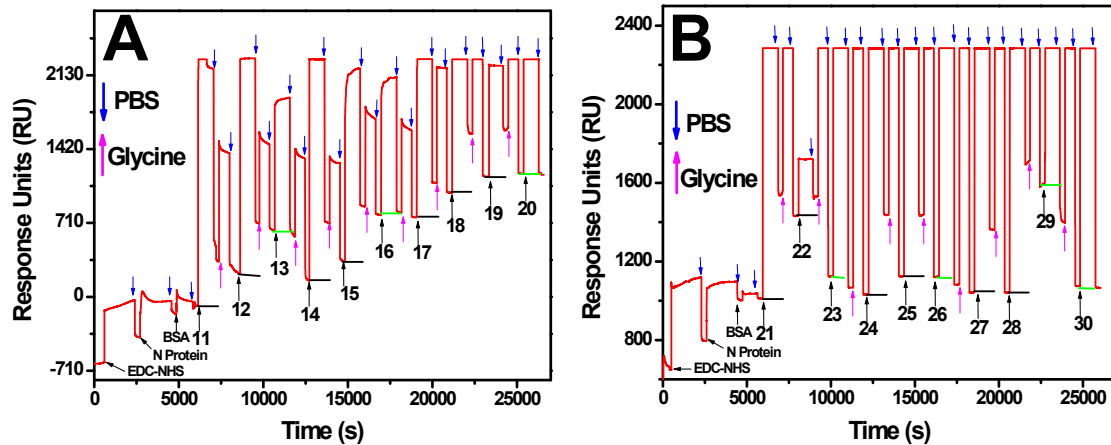 A
Response Units (RU)
2130
1420
710
0
-710
PBS
Glycine
EDC-NHS
N Protein
BSA
11
12
13
14
15
16
17
18
19
20
0
5000
10000
15000
20000
25000
Time (s)
B
Response Units (RU)
2400
2000
1600
1200
800
PBS
Glycine
EDC-NHS
N Protein
BSA
21
22
23
24
25
26
27
28
29
30
0
5000
10000
15000
20000
25000
Time (s)